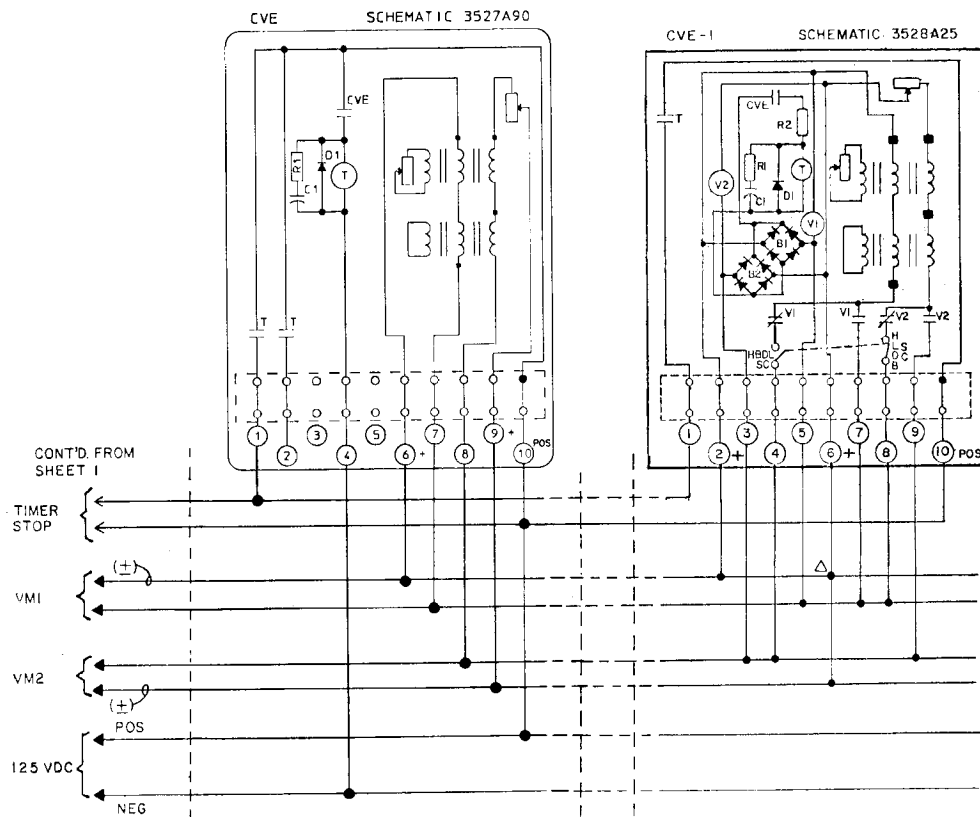 CVE SCHEMATIC 3527A90
CVE-1 SCHEMATIC 3528A25
CVE
D1
R1
C1
T
T T
1 2 3 4 5 6 + 7 8 9 + 10 POS
T
CVE
R2
V2
R1
C1
D1
T
V1
B1
B2
V1
V1
V2
V2
HBDL
SC
H
L
O
B
S
C
1 2 + 3 4 5 6 + 7 8 9 10 POS
CONT'D. FROM
SHEET 1
TIMER
STOP
(±)
VM1
Δ
VM2
(±)
POS
125 VDC
NEG